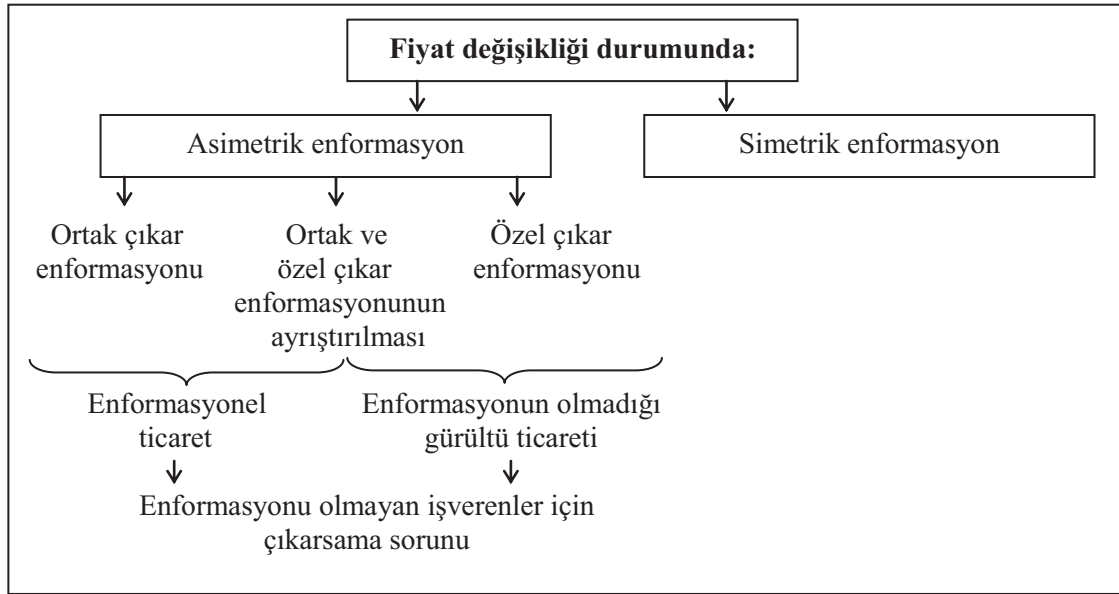 Fiyat değişikliği durumunda:
Asimetrik enformasyon
Simetrik enformasyon
Ortak çıkar
enformasyonu
Ortak ve
özel çıkar
enformasyonunun
ayrıştırılması
Özel çıkar
enformasyonu
Enformasyonel
ticaret
Enformasyonun olmadığı
gürültü ticareti
Enformasyonu olmayan işverenler için
çıkarsama sorunu